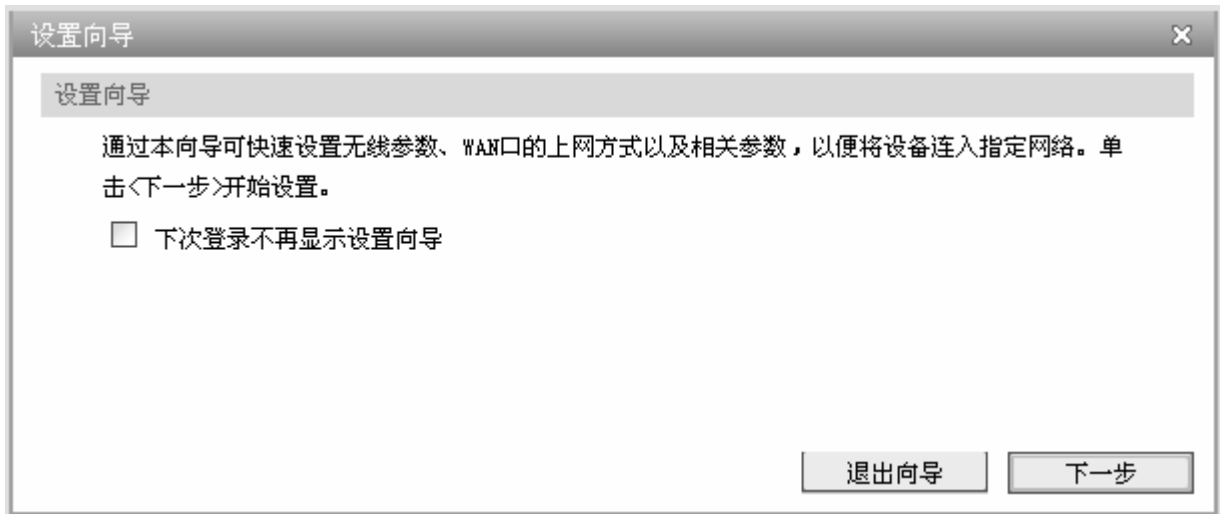 设置向导
设置向导
通过本向导可快速设置无线参数、WAN口的上网方式以及相关参数，以便将设备连入指定网络。单
击<下一步>开始设置。
下次登录不再显示设置向导
退出向导
下一步